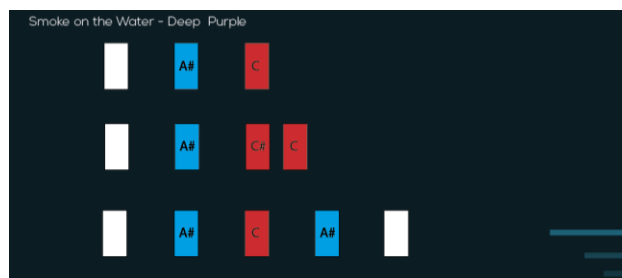 Smoke on the Water - Deep Purple
A# C
A# C# C
A# C A#